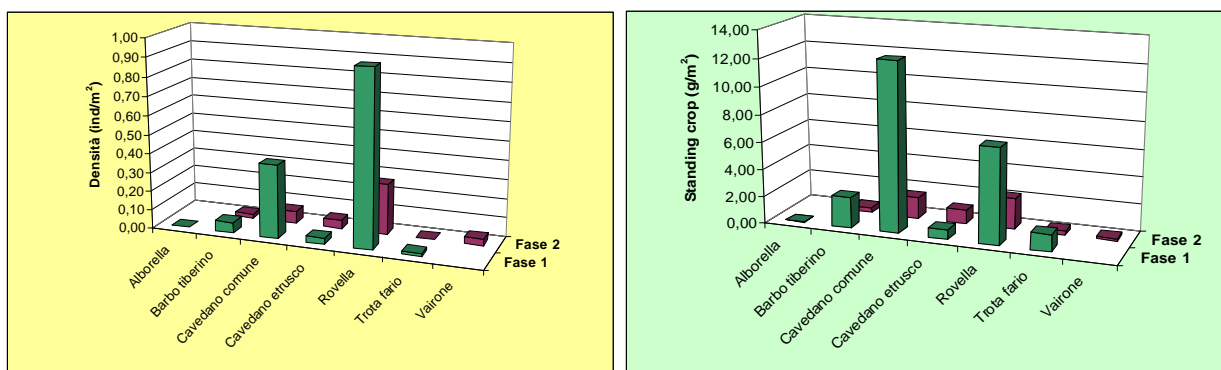 Densità (ind/m²)
1,00
0,90
0,80
0,70
0,60
0,50
0,40
0,30
0,20
0,10
0,00
Alborella
Barbo tiberino
Cavedano comune
Cavedano etrusco
Rovella
Trota fario
Vairone
Fase 2
Fase 1
Standing crop (g/m²)
14,00
12,00
10,00
8,00
6,00
4,00
2,00
0,00
Alborella
Barbo tiberino
Cavedano comune
Cavedano etrusco
Rovella
Trota fario
Vairone
Fase 2
Fase 1